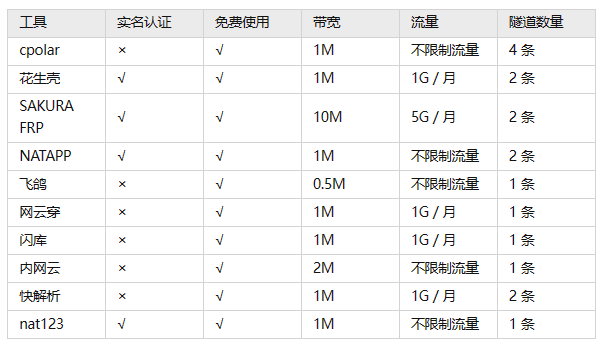 工具 实名认证 免费使用 带宽 流量 隧道数量
cpolar × √ 1M 不限制流量 4 条
花生壳 √ √ 1M 1G / 月 2 条
SAKURA FRP √ √ 10M 5G / 月 2 条
NATAPP √ √ 1M 不限制流量 2 条
飞鸽 × √ 0.5M 不限制流量 1 条
网云穿 × √ 1M 1G / 月 1 条
闪库 × √ 1M 1G / 月 1 条
内网云 × √ 2M 不限制流量 1 条
快解析 × √ 1M 1G / 月 2 条
nat123 √ √ 1M 不限制流量 1 条